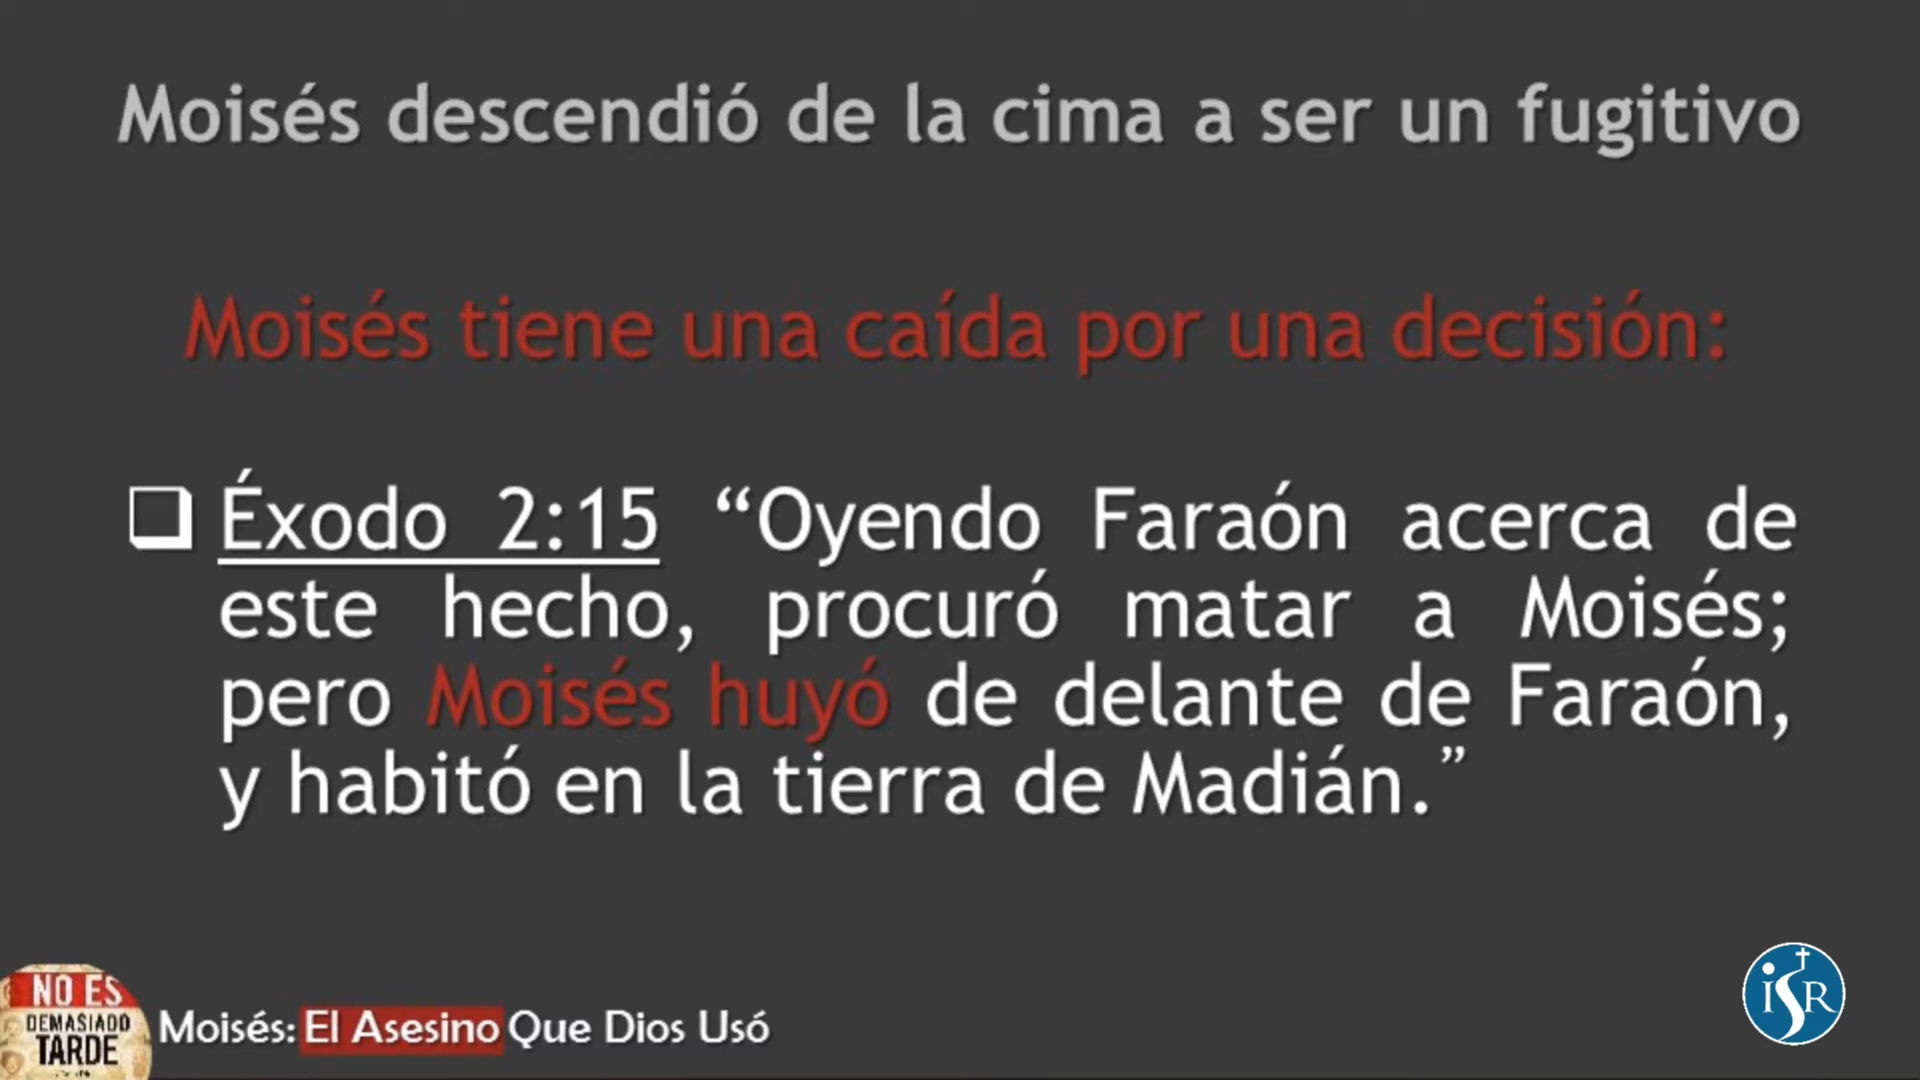 Moisés descendió de la cima a ser un fugitivo
Moisés tiene una caída por una decisión:
Éxodo 2:15 “Oyendo Faraón acerca de
este hecho, procuró matar a Moisés;
pero Moisés huyó de delante de Faraón,
y habitó en la tierra de Madián.”
NO ES
DEMASIADO
TARDE
Moisés: El Asesino Que Dios Usó
iSR